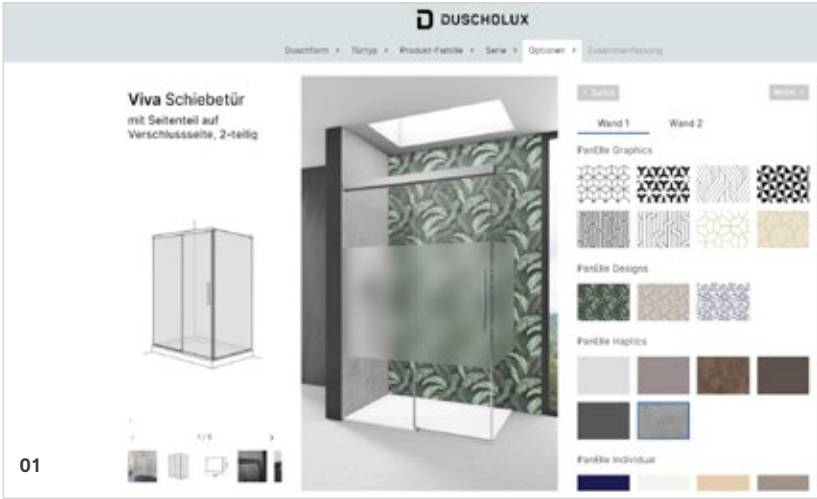 DUSCHOLUX
Duschform > Türtyp > Produkt-Familie > Serie > Optionen > Zusammenfassung
Viva Schiebetür
mit Seitenteil auf
Verschlussseite, 2-teilig
< Zurück
Weiter >
Wand 1 Wand 2
PanElle Graphics
PanElle Designs
PanElle Haptics
PanElle Individual
1 / 6
01